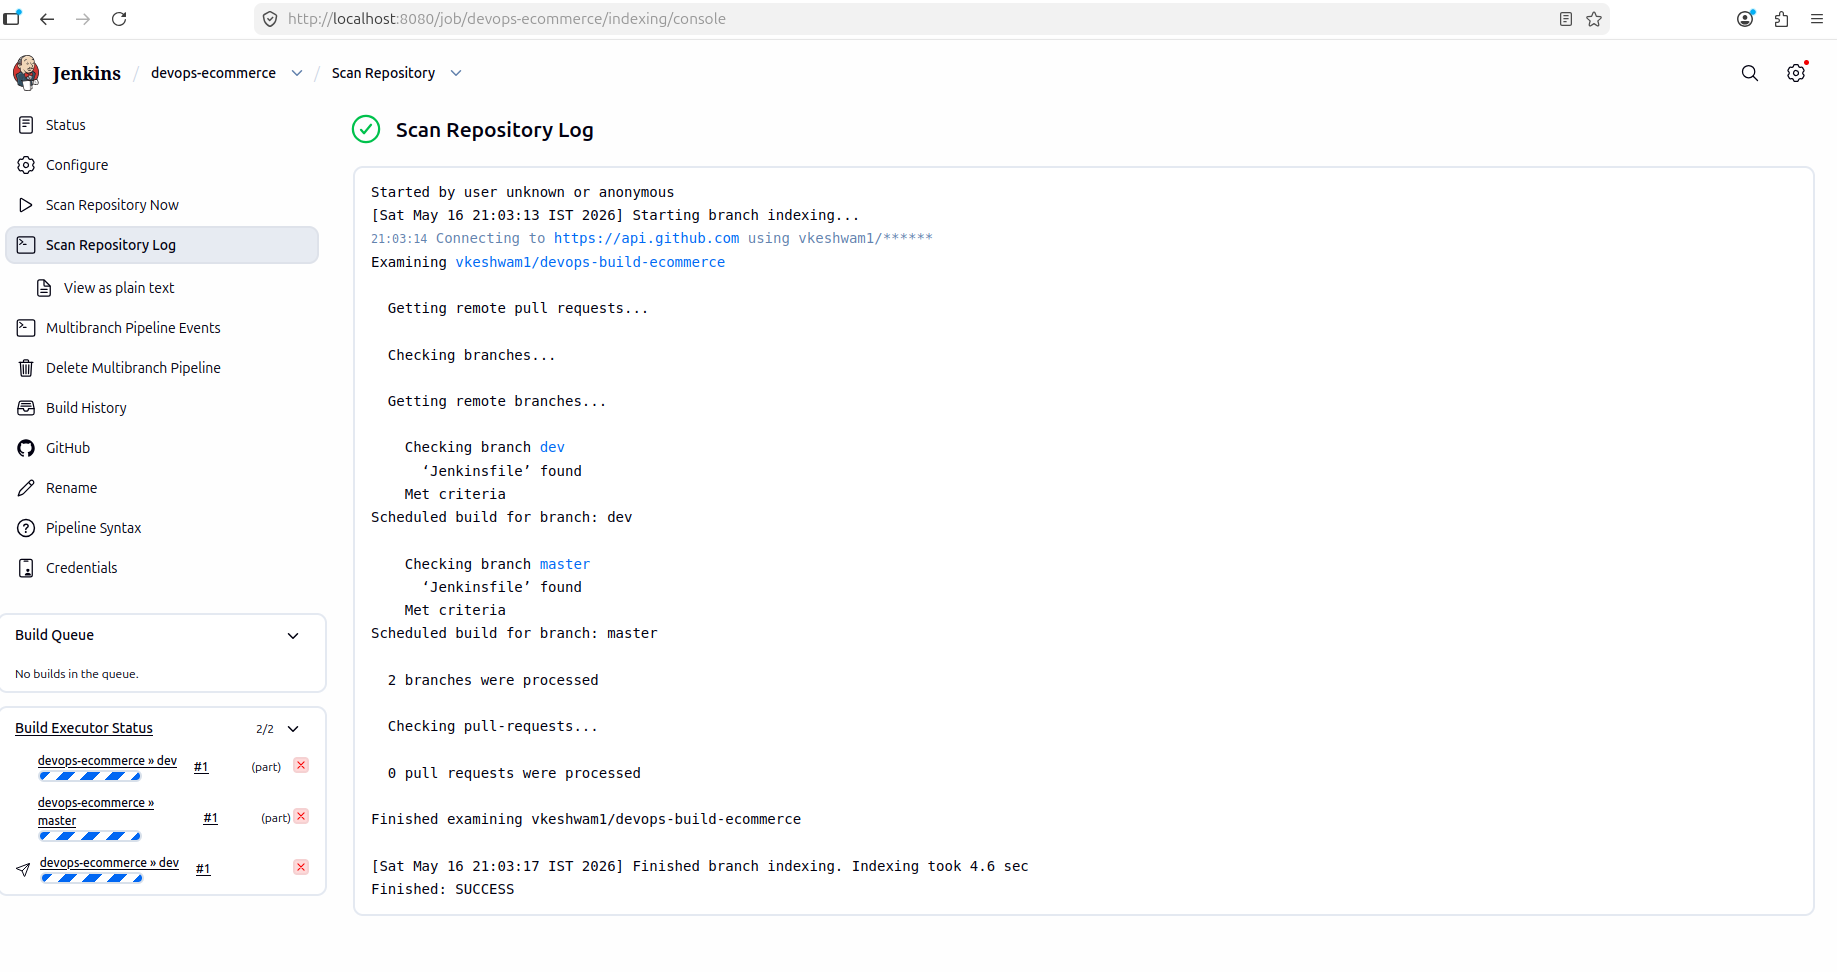 http://localhost:8080/job/devops-ecommerce/indexing/console
Jenkins / devops-ecommerce / Scan Repository
Status
Configure
Scan Repository Now
Scan Repository Log
View as plain text
Multibranch Pipeline Events
Delete Multibranch Pipeline
Build History
GitHub
Rename
Pipeline Syntax
Credentials
Build Queue
No builds in the queue.
Build Executor Status 2/2
devops-ecommerce » dev #1 (part)
devops-ecommerce »
master #1 (part)
devops-ecommerce » dev #1
Scan Repository Log
Started by user unknown or anonymous
[Sat May 16 21:03:13 IST 2026] Starting branch indexing...
21:03:14 Connecting to https://api.github.com using vkeshwam1/******
Examining vkeshwam1/devops-build-ecommerce
Getting remote pull requests...
Checking branches...
Getting remote branches...
Checking branch dev
‘Jenkinsfile’ found
Met criteria
Scheduled build for branch: dev
Checking branch master
‘Jenkinsfile’ found
Met criteria
Scheduled build for branch: master
2 branches were processed
Checking pull-requests...
0 pull requests were processed
Finished examining vkeshwam1/devops-build-ecommerce
[Sat May 16 21:03:17 IST 2026] Finished branch indexing. Indexing took 4.6 sec
Finished: SUCCESS